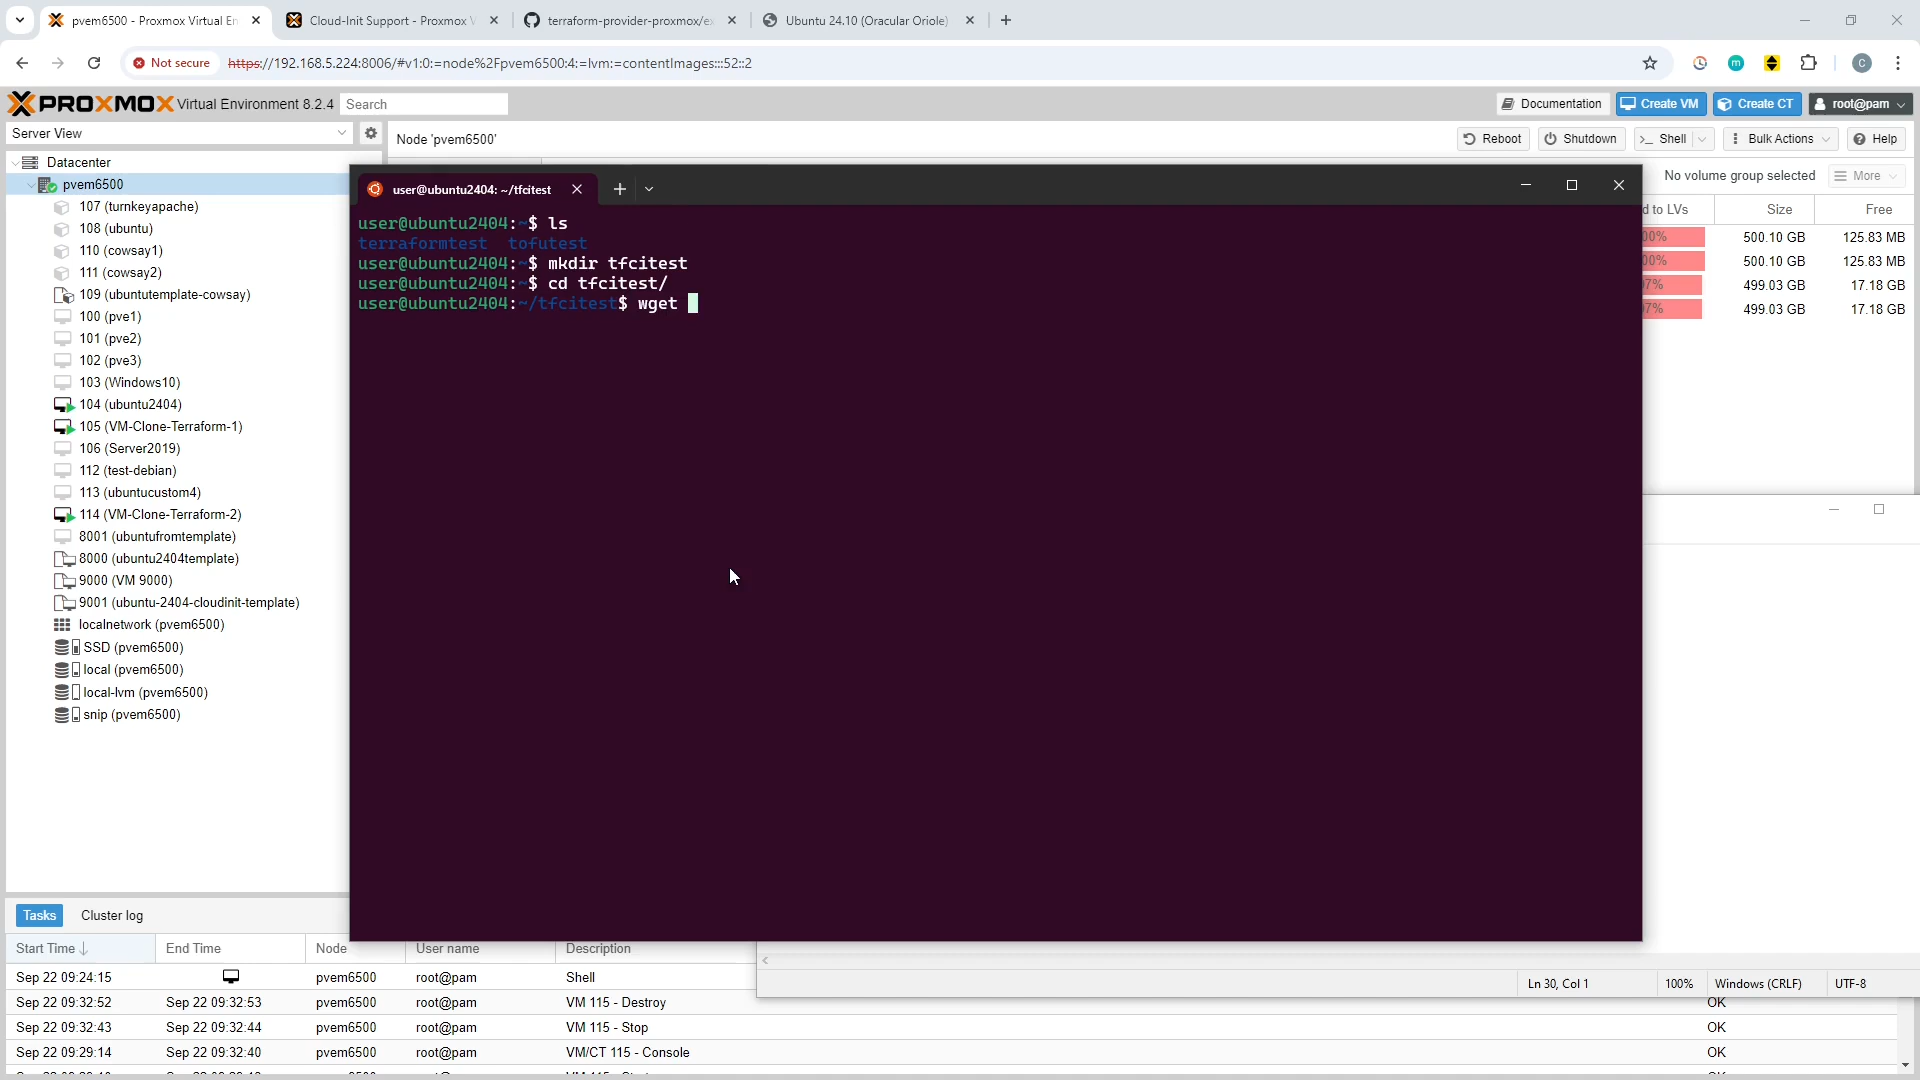 pvem6500 - Proxmox Virtual En
Cloud-Init Support - Proxmox V
terraform-provider-proxmox/ex
Ubuntu 24.10 (Oracular Oriole)
Not secure
https://192.168.5.224:8006/#v1:0:=node%2Fpvem6500:4:=lvm:=contentImages:::52::2
C
PROXMOX Virtual Environment 8.2.4
Search
Documentation
Create VM
Create CT
root@pam
Server View
Node 'pvem6500'
Reboot
Shutdown
>_ Shell
Bulk Actions
Help
Datacenter
pvem6500
107 (turnkeyapache)
108 (ubuntu)
110 (cowsay1)
111 (cowsay2)
109 (ubuntutemplate-cowsay)
100 (pve1)
101 (pve2)
102 (pve3)
103 (Windows10)
104 (ubuntu2404)
105 (VM-Clone-Terraform-1)
106 (Server2019)
112 (test-debian)
113 (ubuntucustom4)
114 (VM-Clone-Terraform-2)
8001 (ubuntufromtemplate)
8000 (ubuntu2404template)
9000 (VM 9000)
9001 (ubuntu-2404-cloudinit-template)
localnetwork (pvem6500)
SSD (pvem6500)
local (pvem6500)
local-lvm (pvem6500)
snip (pvem6500)
user@ubuntu2404: ~/tfcitest
user@ubuntu2404:~$ ls
terraformtest tofutest
user@ubuntu2404:~$ mkdir tfcitest
user@ubuntu2404:~$ cd tfcitest/
user@ubuntu2404:~/tfcitest$ wget
No volume group selected
More
d to LVs Size Free
00% 500.10 GB 125.83 MB
00% 500.10 GB 125.83 MB
7% 499.03 GB 17.18 GB
7% 499.03 GB 17.18 GB
Ln 30, Col 1
100%
Windows (CRLF)
UTF-8
Tasks
Cluster log
Start Time End Time Node User name Description
Sep 22 09:24:15 pvem6500 root@pam Shell
Sep 22 09:32:52 Sep 22 09:32:53 pvem6500 root@pam VM 115 - Destroy OK
Sep 22 09:32:43 Sep 22 09:32:44 pvem6500 root@pam VM 115 - Stop OK
Sep 22 09:29:14 Sep 22 09:32:40 pvem6500 root@pam VM/CT 115 - Console OK